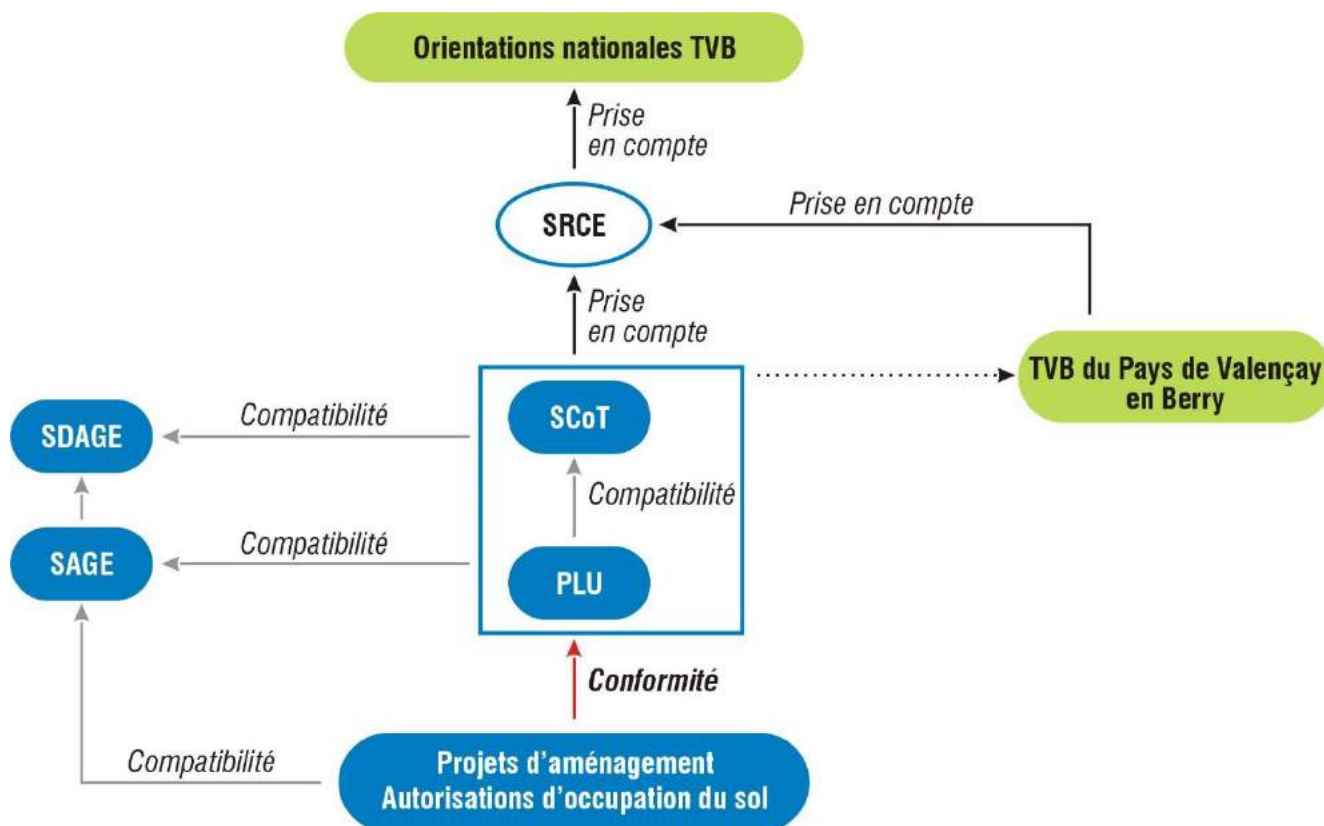 Orientations nationales TVB
Prise
en compte
SRCE
Prise en compte
Prise
en compte
TVB du Pays de Valençay
en Berry
SCoT
Compatibilité
SDAGE
Compatibilité
Compatibilité
SAGE
PLU
Conformité
Compatibilité
Projets d'aménagement
Autorisations d'occupation du sol